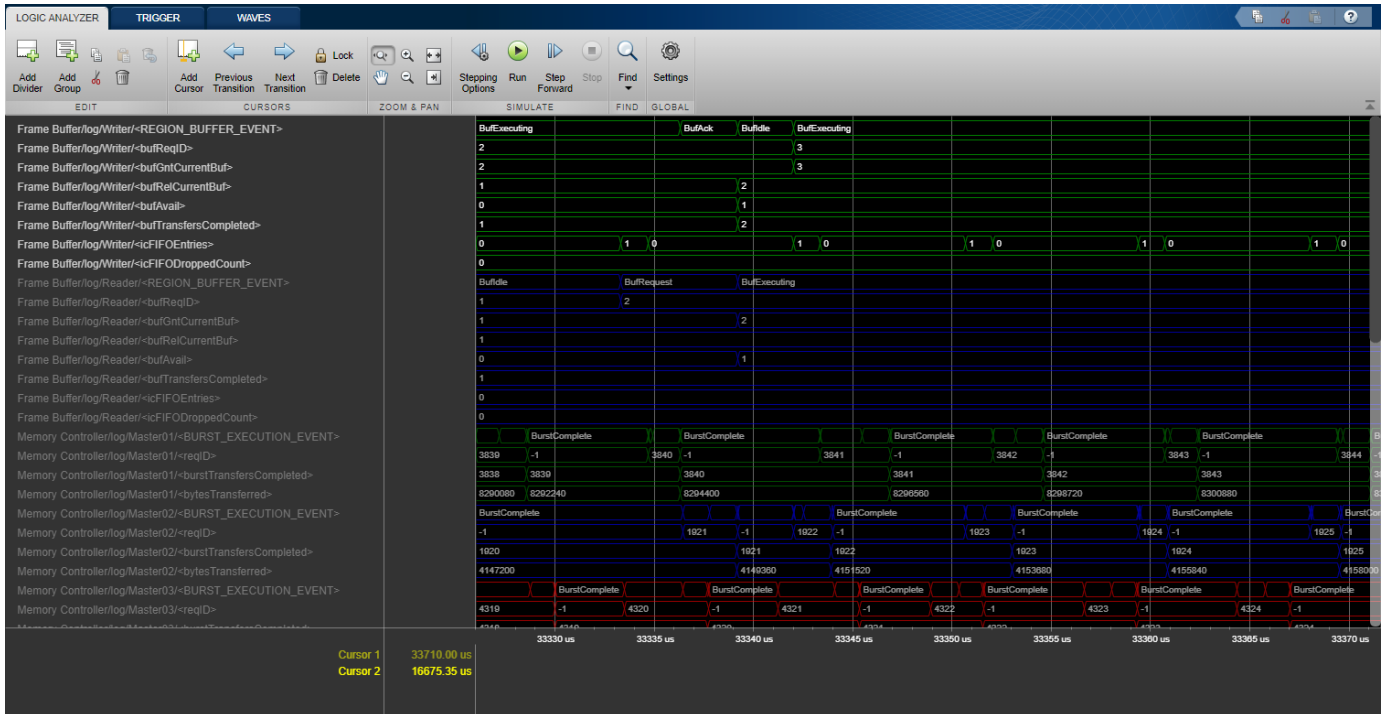 LOGIC ANALYZER TRIGGER WAVES
Add Divider Add Group Add Cursor Previous Transition Next Transition Lock Delete Stepping Options Run Step Forward Stop Find Settings
EDIT CURSORS ZOOM & PAN SIMULATE FIND GLOBAL
Frame Buffer/log/Writer/<REGION_BUFFER_EVENT> BufExecuting BufAck BufIdle BufExecuting
Frame Buffer/log/Writer/<bufReqID> 2 3
Frame Buffer/log/Writer/<bufGntCurrentBuf> 2 3
Frame Buffer/log/Writer/<bufRelCurrentBuf> 1 2
Frame Buffer/log/Writer/<bufAvail> 0 1
Frame Buffer/log/Writer/<bufTransfersCompleted> 1 2
Frame Buffer/log/Writer/<icFIFOEntries> 0 1 0 1 0 1 0 1 0 1 0
Frame Buffer/log/Writer/<icFIFODroppedCount> 0
Frame Buffer/log/Reader/<REGION_BUFFER_EVENT> BufIdle BufRequest BufExecuting
Frame Buffer/log/Reader/<bufReqID> 1 2
Frame Buffer/log/Reader/<bufGntCurrentBuf> 1 2
Frame Buffer/log/Reader/<bufRelCurrentBuf> 1
Frame Buffer/log/Reader/<bufAvail> 0 1
Frame Buffer/log/Reader/<bufTransfersCompleted> 1
Frame Buffer/log/Reader/<icFIFOEntries> 0
Frame Buffer/log/Reader/<icFIFODroppedCount> 0
Memory Controller/log/Master01/<BURST_EXECUTION_EVENT> BurstComplete BurstComplete BurstComplete BurstComplete BurstComplete
Memory Controller/log/Master01/<reqID> 3839 -1 3840 -1 3841 -1 3842 -1 3843 -1 3844
Memory Controller/log/Master01/<burstTransfersCompleted> 3838 3839 3840 3841 3842 3843
Memory Controller/log/Master01/<bytesTransferred> 8290080 8292240 8294400 8296560 8298720 8300880
Memory Controller/log/Master02/<BURST_EXECUTION_EVENT> BurstComplete BurstComplete BurstComplete BurstComplete
Memory Controller/log/Master02/<reqID> -1 1921 -1 1922 -1 1923 -1 1924 -1 1925 -1
Memory Controller/log/Master02/<burstTransfersCompleted> 1920 1921 1922 1923 1924 1925
Memory Controller/log/Master02/<bytesTransferred> 4147200 4149360 4151520 4153680 4155840 4158000
Memory Controller/log/Master03/<BURST_EXECUTION_EVENT> BurstComplete BurstComplete BurstComplete BurstComplete BurstComplete BurstComplete
Memory Controller/log/Master03/<reqID> 4319 -1 4320 -1 4321 -1 4322 -1 4323 -1 4324 -1
33330 us 33335 us 33340 us 33345 us 33350 us 33355 us 33360 us 33365 us 33370 us
Cursor 1 33710.00 us
Cursor 2 16675.35 us